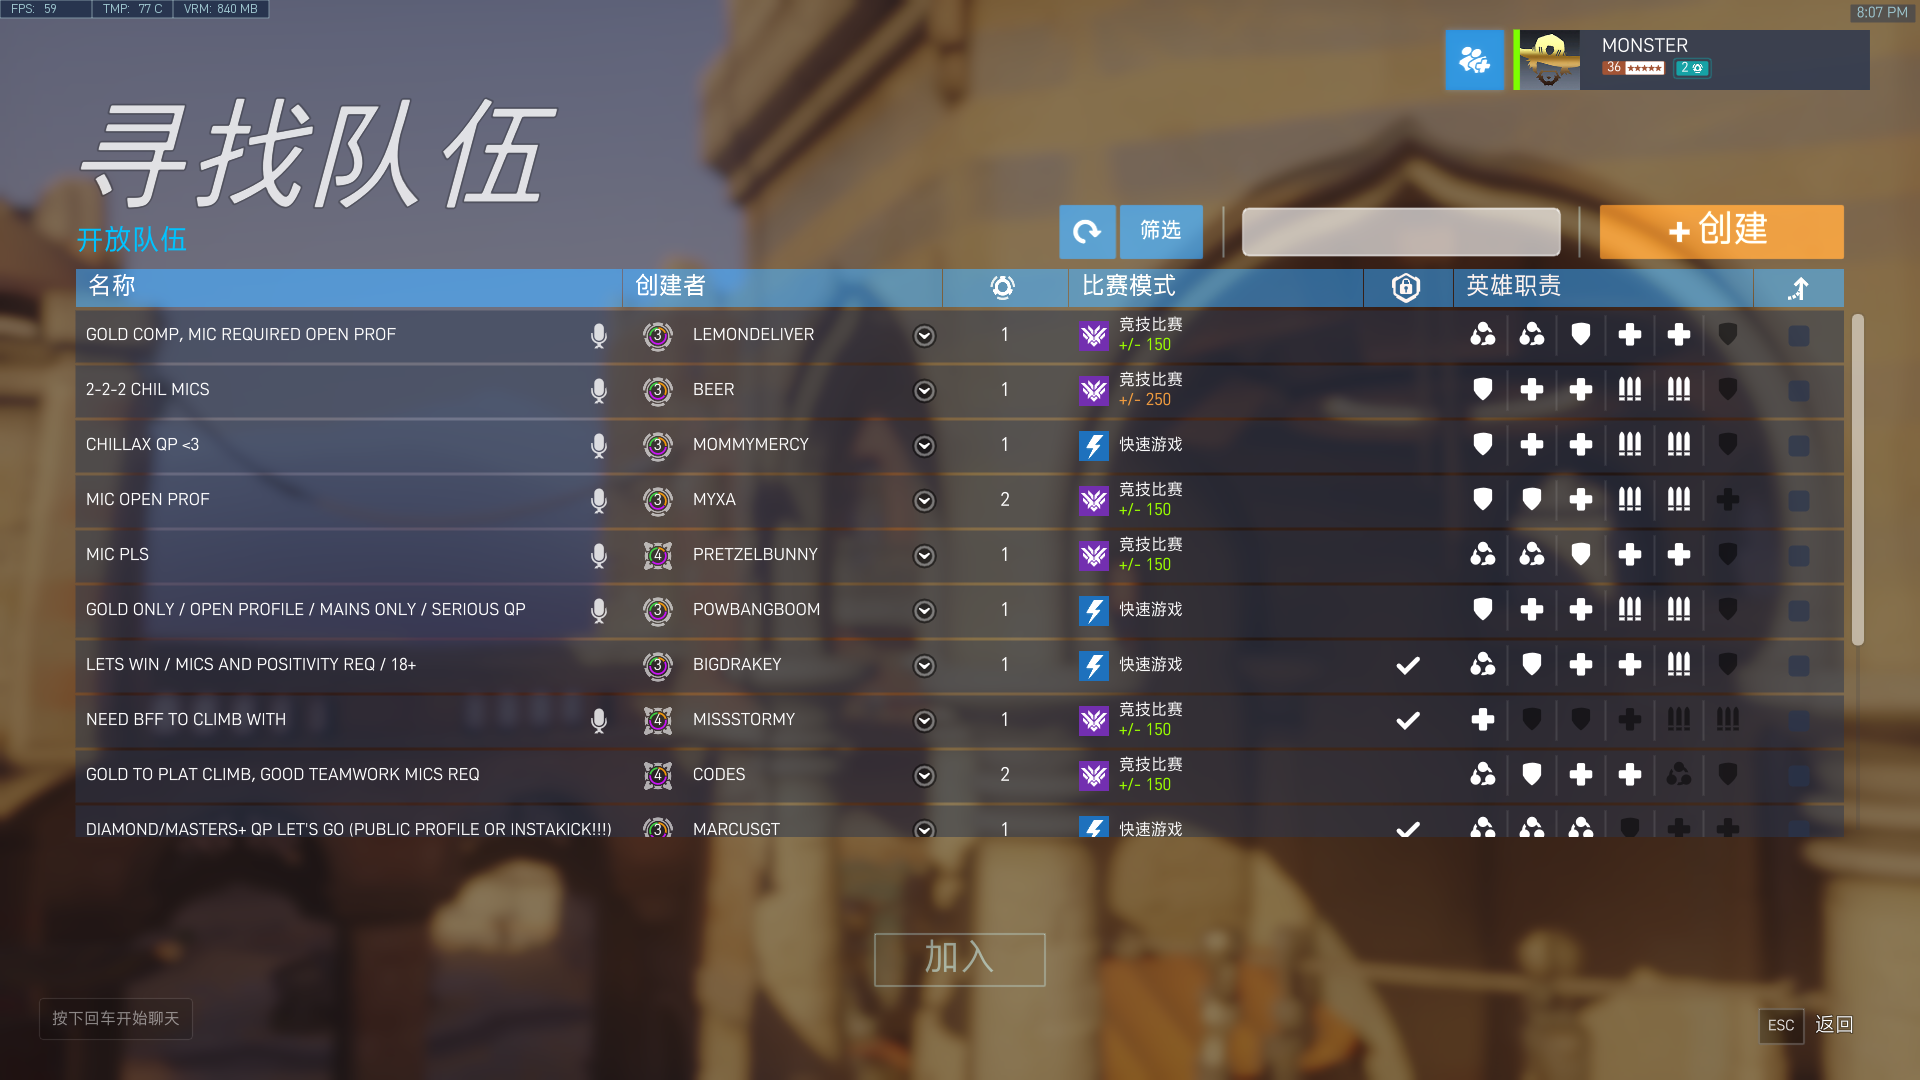 FPS: 59 TMP: 77 C VRM: 840 MB
8:07 PM
MONSTER
36 2
寻找队伍
开放队伍
筛选
+ 创建
名称 创建者 比赛模式 英雄职责
GOLD COMP, MIC REQUIRED OPEN PROF 3 LEMONDELIVER 1 竞技比赛
+/- 150
2-2-2 CHIL MICS 3 BEER 1 竞技比赛
+/- 250
CHILLAX QP <3 3 MOMMYMERCY 1 快速游戏
MIC OPEN PROF 3 MYXA 2 竞技比赛
+/- 150
MIC PLS 4 PRETZELBUNNY 1 竞技比赛
+/- 150
GOLD ONLY / OPEN PROFILE / MAINS ONLY / SERIOUS QP 3 POWBANGBOOM 1 快速游戏
LETS WIN / MICS AND POSITIVITY REQ / 18+ 3 BIGDRAKEY 1 快速游戏
NEED BFF TO CLIMB WITH 4 MISSSTORMY 1 竞技比赛
+/- 150
GOLD TO PLAT CLIMB, GOOD TEAMWORK MICS REQ 4 CODES 2 竞技比赛
+/- 150
DIAMOND/MASTERS+ QP LET'S GO (PUBLIC PROFILE OR INSTAKICK!!!) 3 MARCUSGT 1 快速游戏
加入
按下回车开始聊天
ESC 返回